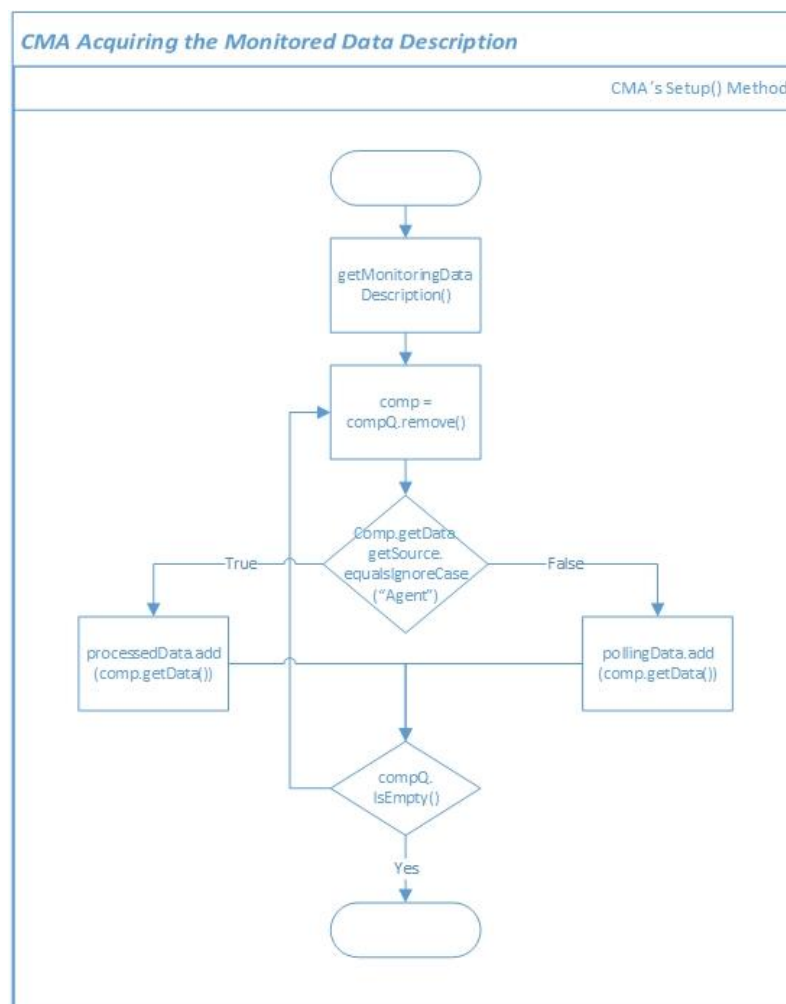 CMA Acquiring the Monitored Data Description
CMA's Setup() Method
getMonitoringData
Description()
comp =
compQ.remove()
Comp.getData
getSource.
equalsIgnoreCase
("Agent")
True
False
processedData.add
(comp.getData())
pollingData.add
(comp.getData())
compQ.
IsEmpty()
Yes